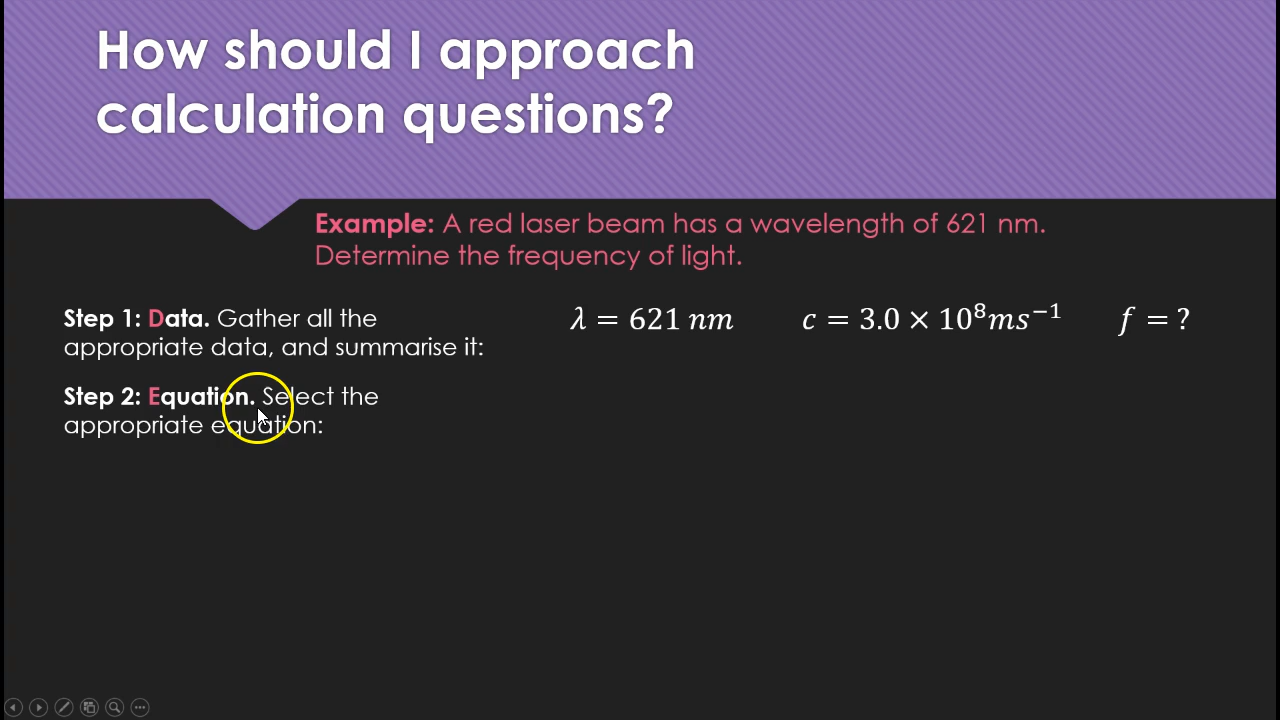 How should I approach
calculation questions?
Example: A red laser beam has a wavelength of 621 nm.
Determine the frequency of light.
Step 1: Data. Gather all the
appropriate data, and summarise it:
λ = 621 nm    c = 3.0 × 10⁸ms⁻¹    f = ?
Step 2: Equation. Select the
appropriate equation: